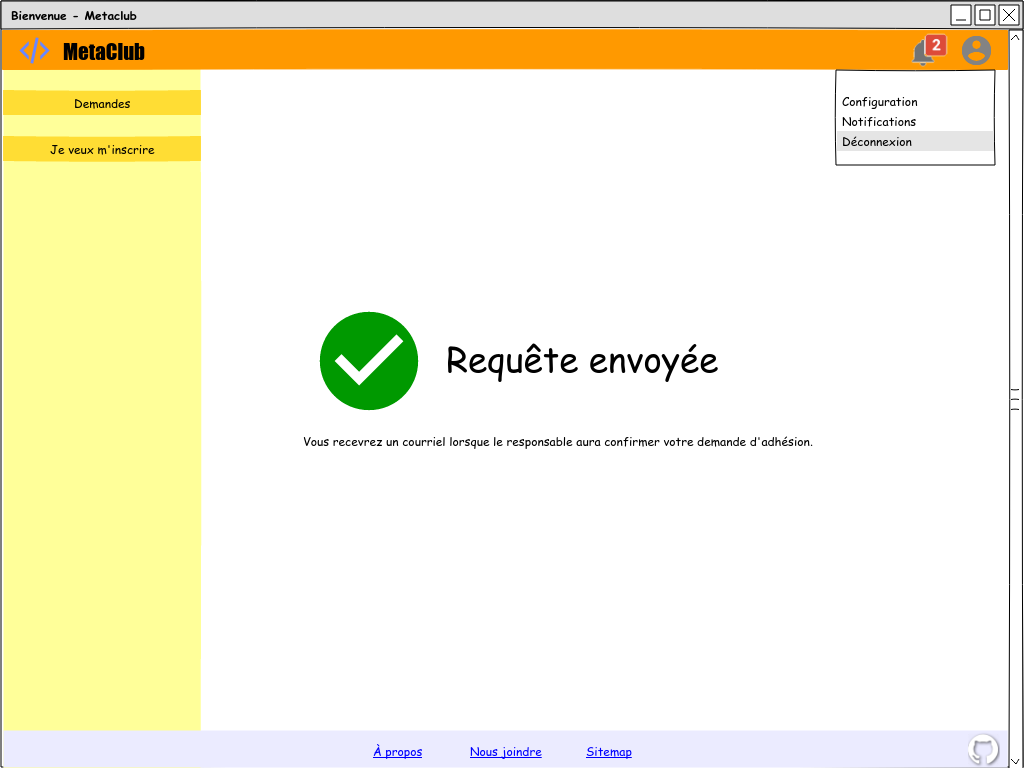 Bienvenue - Metaclub
</> MetaClub
2
Demandes
Je veux m'inscrire
Configuration
Notifications
Déconnexion
Requête envoyée
Vous recevrez un courriel lorsque le responsable aura confirmer votre demande d'adhésion.
À propos Nous joindre Sitemap